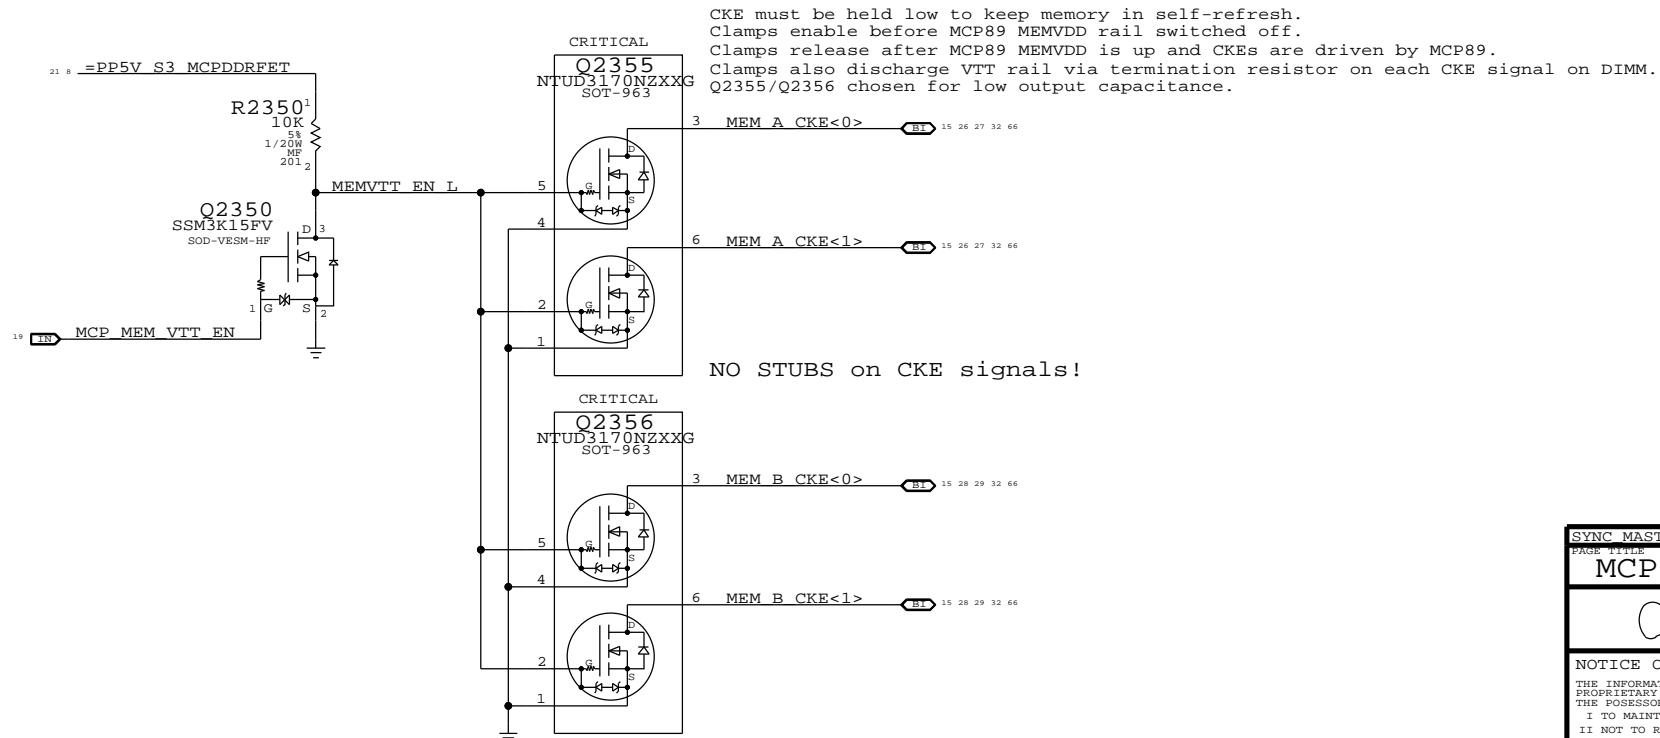 CKE must be held low to keep memory in self-refresh.
Clamps enable before MCP89 MEMVDD rail switched off.
Clamps release after MCP89 MEMVDD is up and CKEs are driven by MCP89.
Clamps also discharge VTT rail via termination resistor on each CKE signal on DIMM.
Q2355/Q2356 chosen for low output capacitance.
CRITICAL
Q2355
NTUD3170NZXXG
SOT-963
21 8 =PP5V_S3_MCPDDRFET
R2350 1
10K
5%
1/20W
MF
201 2
3 MEM_A_CKE<0> BI 15 26 27 32 66
D
MEMVTT_EN_L
5 G
S
4
Q2350
SSM3K15FV
SOD-VESM-HF
D 3
1 G S 2
6 MEM_A_CKE<1> BI 15 26 27 32 66
D
2 G
S
1
19 IN MCP_MEM_VTT_EN
NO STUBS on CKE signals!
CRITICAL
Q2356
NTUD3170NZXXG
SOT-963
3 MEM_B_CKE<0> BI 15 28 29 32 66
D
5 G
S
4
6 MEM_B_CKE<1> BI 15 28 29 32 66
D
2 G
S
1
SYNC_MAST
PAGE TITLE
MCP
NOTICE O
THE INFORMAT
PROPRIETARY
THE POSESSOR
I TO MAINT
II NOT TO R